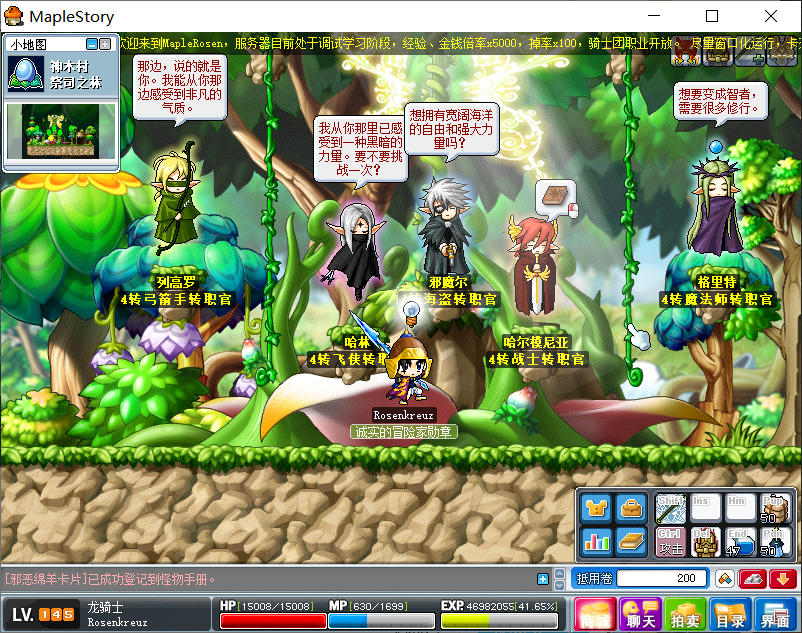 MapleStory
欢迎来到MapleRosen，服务器目前处于调试学习阶段，经验、金钱倍率x5000，掉率x100，骑士团职业开放。 尽量窗口化运行，卡
小地图
神木村
祭司之林
那边，说的就是
你。我能从你那
边感受到非凡的
气质。
我从你那里已感
受到一种黑暗的
力量。要不要挑
战一次？
想拥有宽阔海洋
的自由和强大力
量吗？
想要变成智者，
需要很多修行。
列高罗
4转弓箭手转职官
邪魔尔
海盗转职官
格里特
4转魔法师转职官
哈林
4转飞侠转职
哈尔模尼亚
4转战士转职官
Rosenkreuz
诚实的冒险家勋章
Shift
Ins
Hm
Pup
50
Ctrl
攻击
Del
End
47
Pdn
50
[邪恶绵羊卡片]已成功登记到怪物手册。
抵用卷
200
LV. 145
龙骑士
Rosenkreuz
HP[15008/15008]
MP[630/1699]
EXP. 46982055[41.65%]
商城
聊天
拍卖
目录
界面